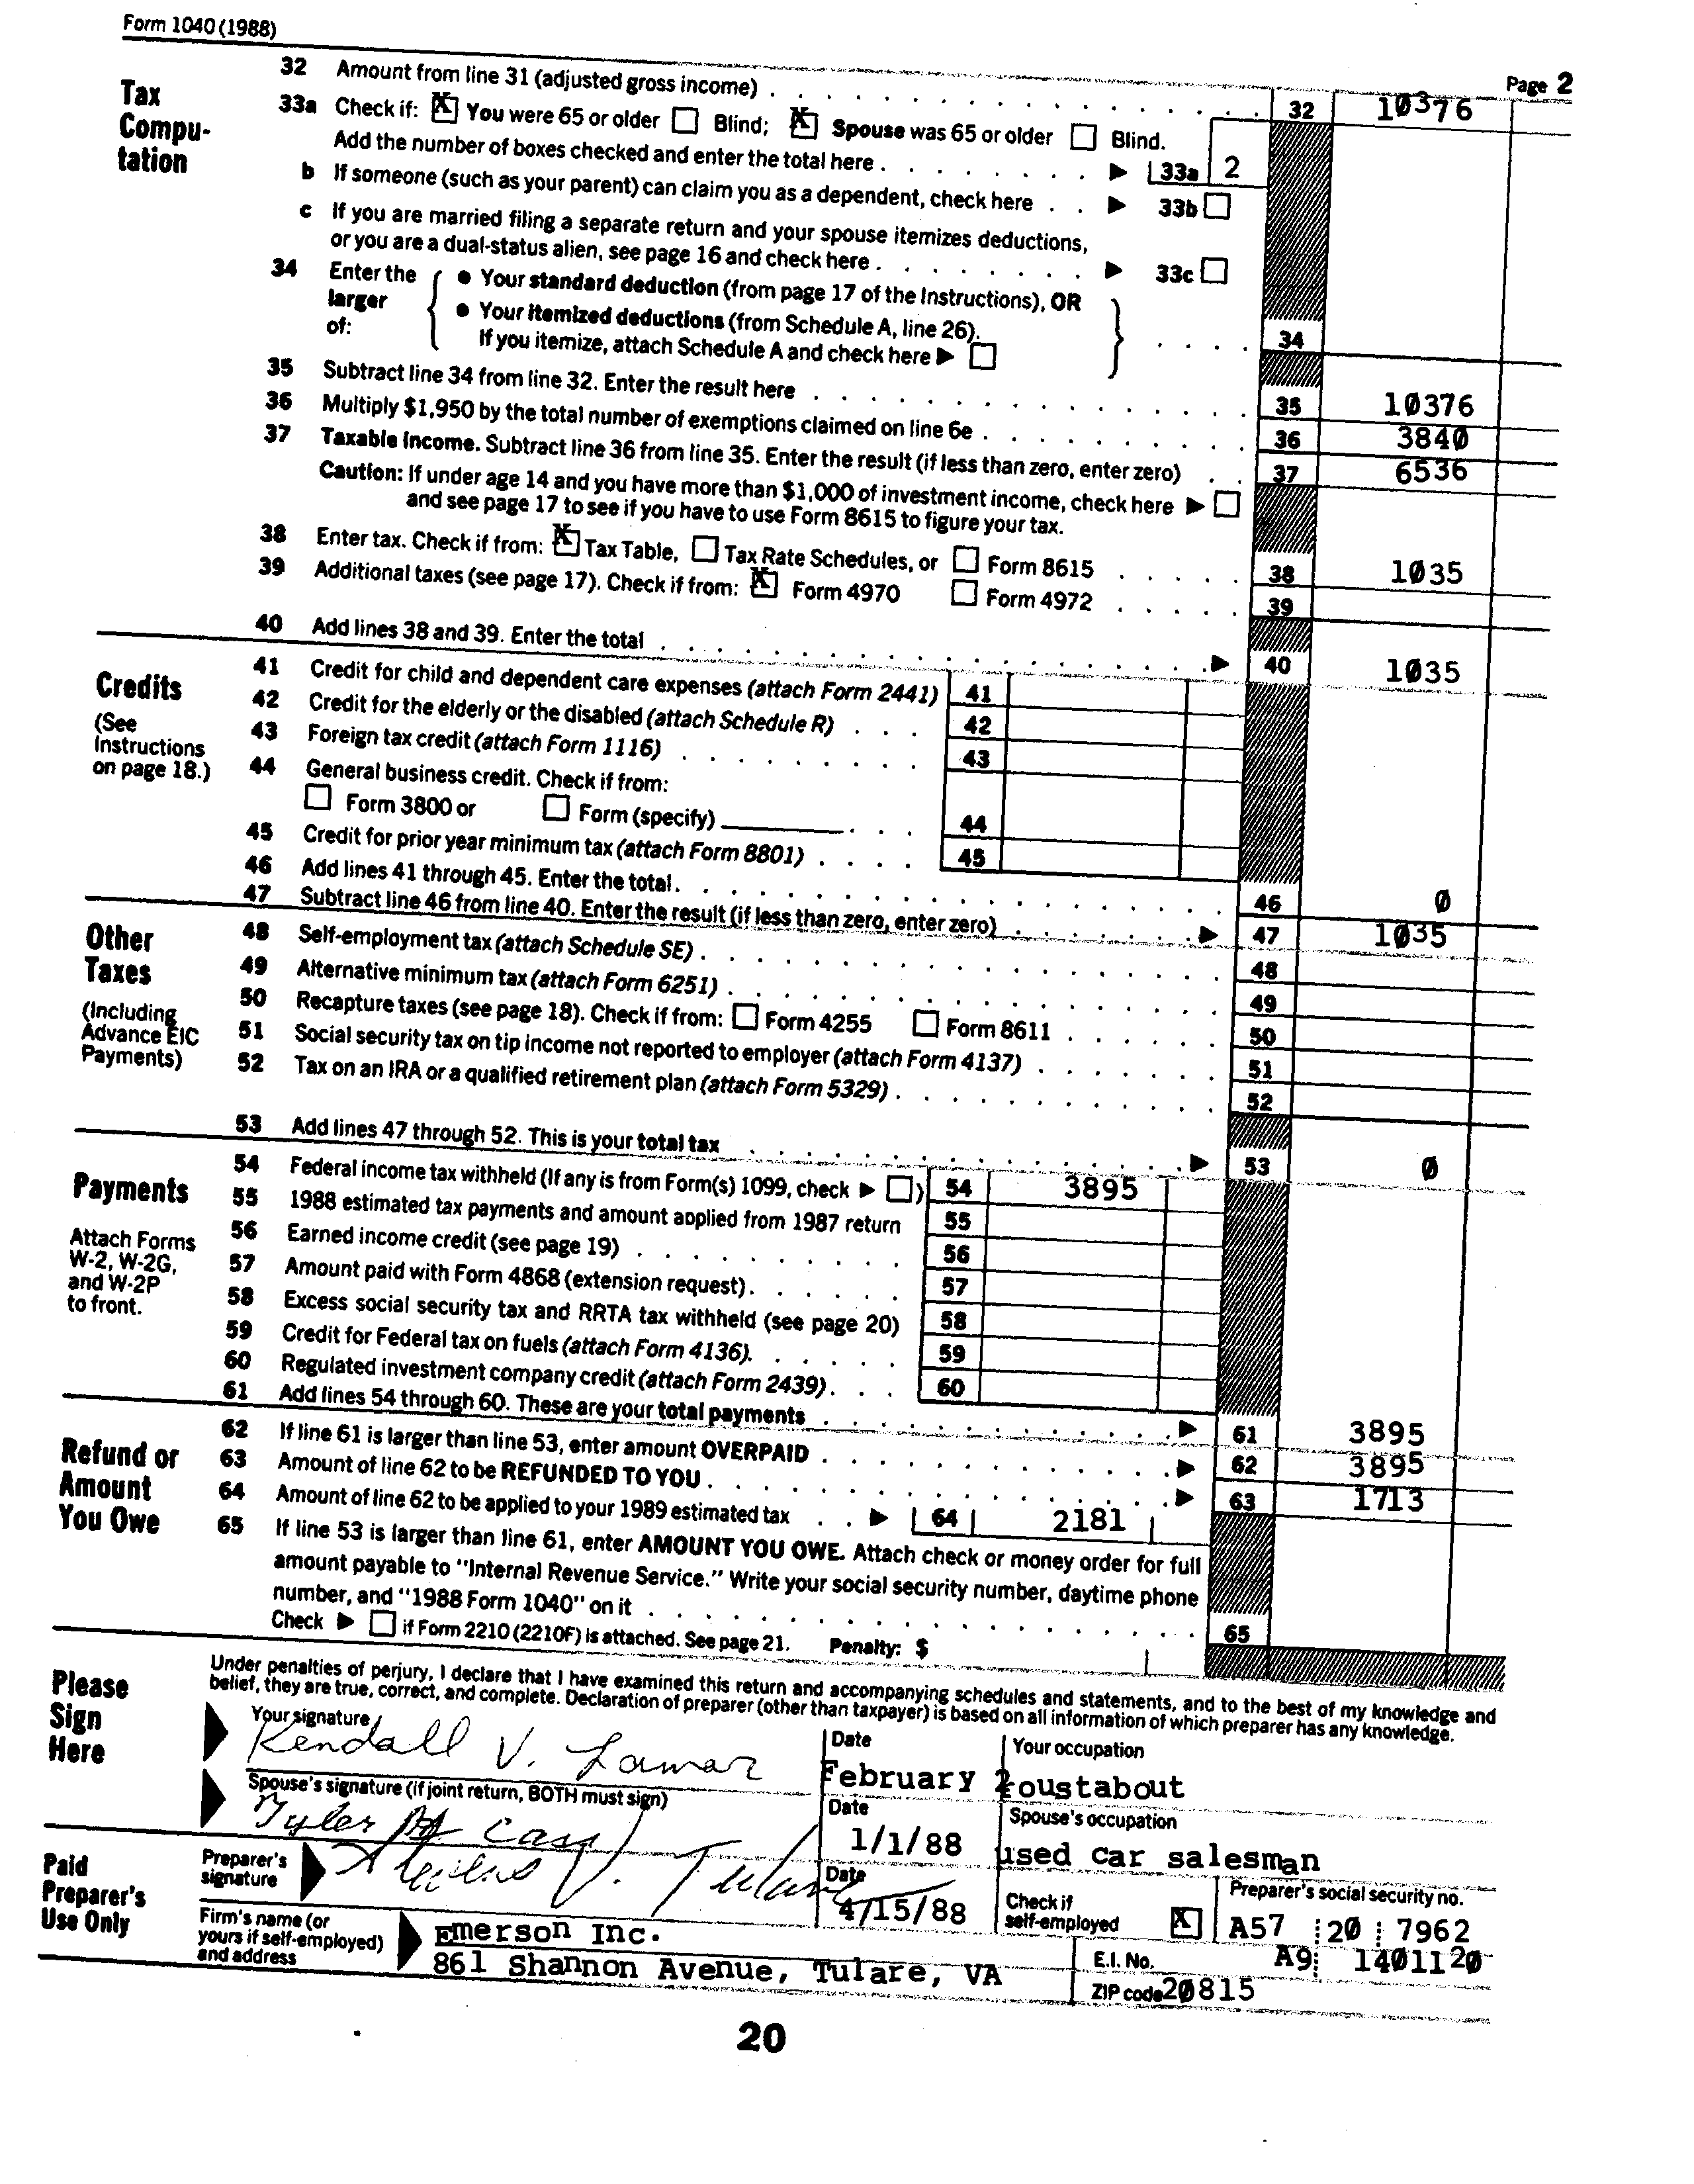 Form 1040 (1988)
Page 2
Tax Compu-tation
32 Amount from line 31 (adjusted gross income) 32 10376
33a Check if: X You were 65 or older Blind; X Spouse was 65 or older Blind.
Add the number of boxes checked and enter the total here 33a 2
b If someone (such as your parent) can claim you as a dependent, check here 33b
c If you are married filing a separate return and your spouse itemizes deductions,
or you are a dual-status alien, see page 16 and check here 33c
34 Enter the larger of:
• Your standard deduction (from page 17 of the Instructions), OR
• Your itemized deductions (from Schedule A, line 26).
If you itemize, attach Schedule A and check here 34
35 Subtract line 34 from line 32. Enter the result here 35 10376
36 Multiply $1,950 by the total number of exemptions claimed on line 6e 36 3840
37 Taxable income. Subtract line 36 from line 35. Enter the result (if less than zero, enter zero) 37 6536
Caution: If under age 14 and you have more than $1,000 of investment income, check here
and see page 17 to see if you have to use Form 8615 to figure your tax.
38 Enter tax. Check if from: X Tax Table, Tax Rate Schedules, or Form 8615 38 1035
39 Additional taxes (see page 17). Check if from: X Form 4970 Form 4972 39
40 Add lines 38 and 39. Enter the total 40 1035
Credits
(See Instructions on page 18.)
41 Credit for child and dependent care expenses (attach Form 2441) 41
42 Credit for the elderly or the disabled (attach Schedule R) 42
43 Foreign tax credit (attach Form 1116) 43
44 General business credit. Check if from:
Form 3800 or Form (specify) 44
45 Credit for prior year minimum tax (attach Form 8801) 45
46 Add lines 41 through 45. Enter the total. 46 0
47 Subtract line 46 from line 40. Enter the result (if less than zero, enter zero) 47 1035
Other Taxes
(Including Advance EIC Payments)
48 Self-employment tax (attach Schedule SE) 48
49 Alternative minimum tax (attach Form 6251) 49
50 Recapture taxes (see page 18). Check if from: Form 4255 Form 8611 50
51 Social security tax on tip income not reported to employer (attach Form 4137) 51
52 Tax on an IRA or a qualified retirement plan (attach Form 5329) 52
53 Add lines 47 through 52. This is your total tax 53 0
Payments
Attach Forms W-2, W-2G, and W-2P to front.
54 Federal income tax withheld (If any is from Form(s) 1099, check ) 54 3895
55 1988 estimated tax payments and amount applied from 1987 return 55
56 Earned income credit (see page 19) 56
57 Amount paid with Form 4868 (extension request) 57
58 Excess social security tax and RRTA tax withheld (see page 20) 58
59 Credit for Federal tax on fuels (attach Form 4136). 59
60 Regulated investment company credit (attach Form 2439) 60
61 Add lines 54 through 60. These are your total payments 61 3895
Refund or Amount You Owe
62 If line 61 is larger than line 53, enter amount OVERPAID 62 3895
63 Amount of line 62 to be REFUNDED TO YOU 63 1713
64 Amount of line 62 to be applied to your 1989 estimated tax 64 2181
65 If line 53 is larger than line 61, enter AMOUNT YOU OWE. Attach check or money order for full
amount payable to "Internal Revenue Service." Write your social security number, daytime phone
number, and "1988 Form 1040" on it 65
Check if Form 2210 (2210F) is attached. See page 21. Penalty: $
Please Sign Here
Under penalties of perjury, I declare that I have examined this return and accompanying schedules and statements, and to the best of my knowledge and
belief, they are true, correct, and complete. Declaration of preparer (other than taxpayer) is based on all information of which preparer has any knowledge.
Your signature Kendall V. Lamar
Date February 2
Your occupation roustabout
Spouse's signature (if joint return, BOTH must sign) Tyler
Date 1/1/88
Spouse's occupation used car salesman
Paid Preparer's Use Only
Preparer's signature
Date 4/15/88
Check if self-employed X
Preparer's social security no. A57 20 7962
Firm's name (or yours if self-employed) and address
Emerson Inc.
861 Shannon Avenue, Tulare, VA
E.I. No. A9 1401120
ZIP code 20815
20